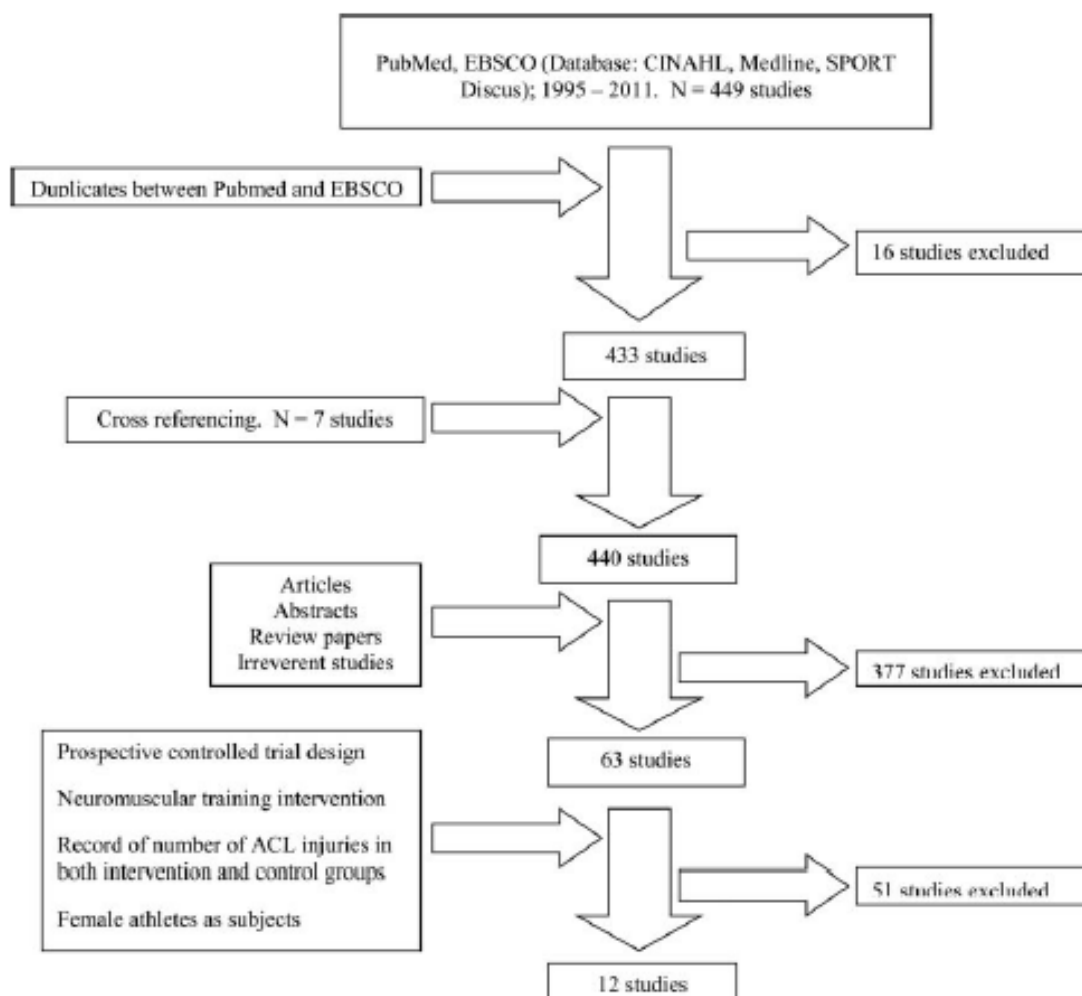 PubMed, EBSCO (Database: CINAHL, Medline, SPORT
Discus); 1995 – 2011.  N = 449 studies
Duplicates between Pubmed and EBSCO
16 studies excluded
433 studies
Cross referencing.  N = 7 studies
440 studies
Articles
Abstracts
Review papers
Irreverent studies
377 studies excluded
63 studies
Prospective controlled trial design
Neuromuscular training intervention
Record of number of ACL injuries in
both intervention and control groups
Female athletes as subjects
51 studies excluded
12 studies